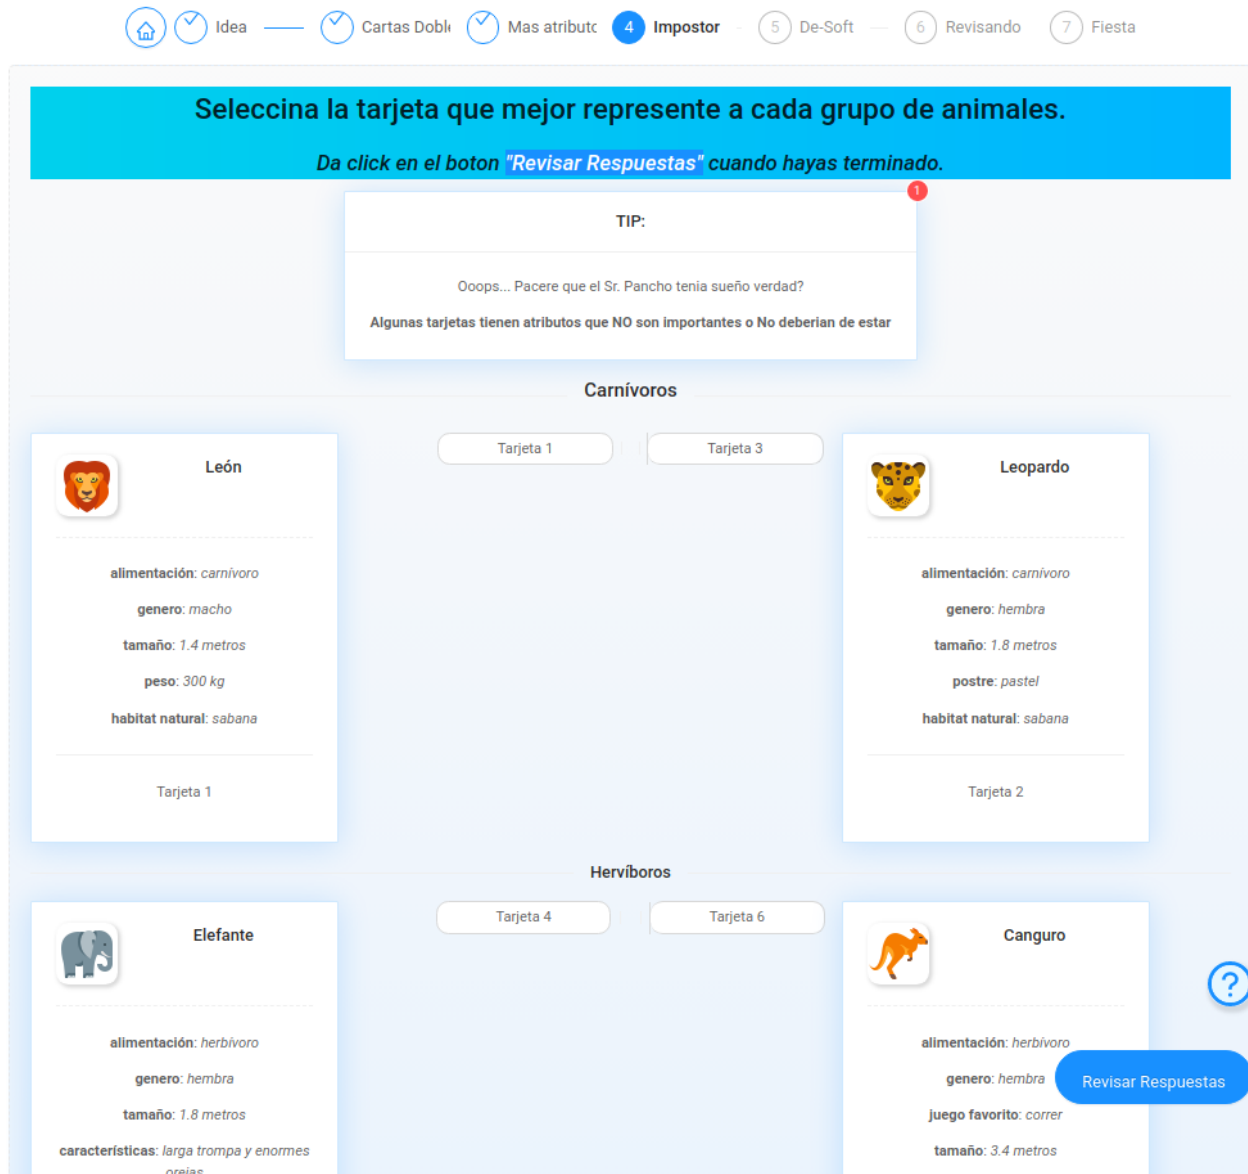 Idea
Cartas Doble
Mas atributo
4 Impostor
5 De-Soft
6 Revisando
7 Fiesta
Seleccina la tarjeta que mejor represente a cada grupo de animales.
Da click en el boton "Revisar Respuestas" cuando hayas terminado.
1
TIP:
Ooops... Pacere que el Sr. Pancho tenia sueño verdad?
Algunas tarjetas tienen atributos que NO son importantes o No deberian de estar
Carnívoros
León
alimentación: carnívoro
genero: macho
tamaño: 1.4 metros
peso: 300 kg
habitat natural: sabana
Tarjeta 1
Tarjeta 1
Tarjeta 3
Leopardo
alimentación: carnívoro
genero: hembra
tamaño: 1.8 metros
postre: pastel
habitat natural: sabana
Tarjeta 2
Hervíboros
Elefante
alimentación: herbívoro
genero: hembra
tamaño: 1.8 metros
características: larga trompa y enormes
orejas
Tarjeta 4
Tarjeta 6
Canguro
alimentación: herbívoro
genero: hembra
juego favorito: correr
tamaño: 3.4 metros
?
Revisar Respuestas